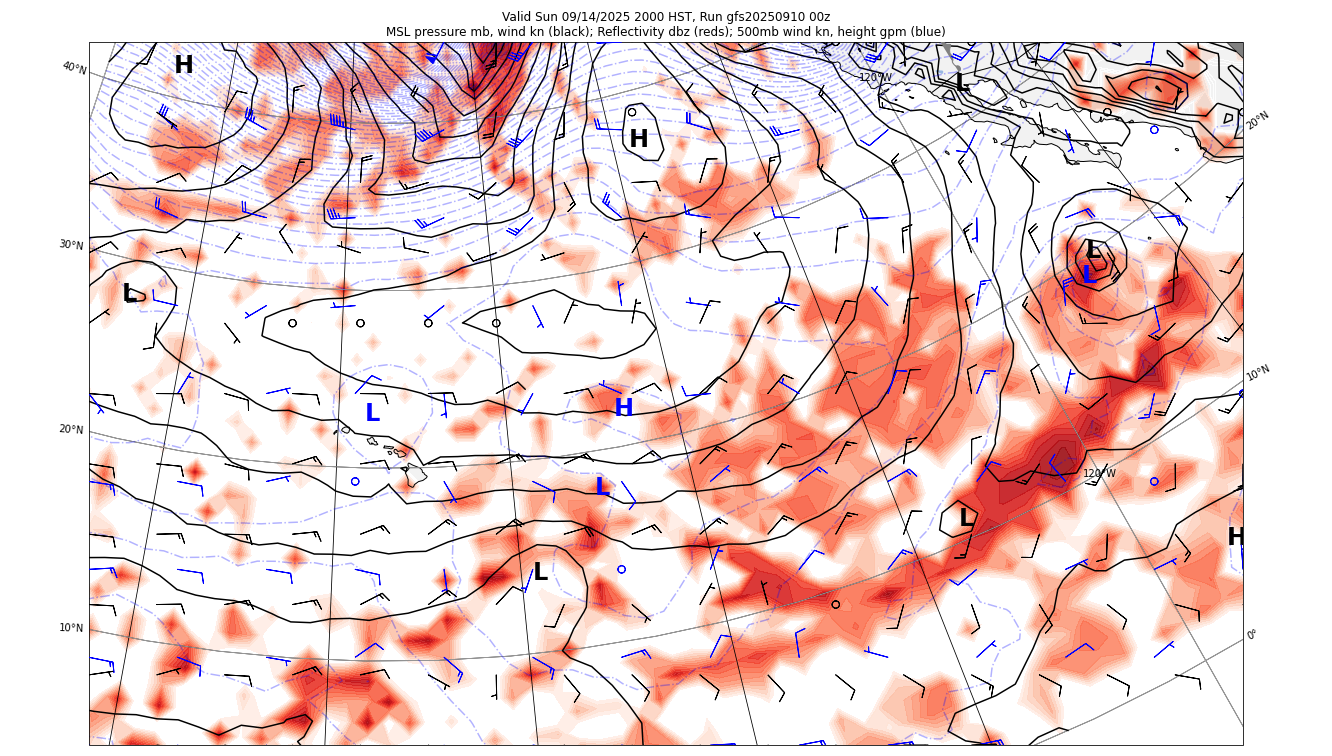 Valid Sun 09/14/2025 2000 HST, Run gfs20250910 00z
MSL pressure mb, wind kn (black); Reflectivity dbz (reds); 500mb wind kn, height gpm (blue)
H
40°N
120°W
L
20°N
H
30°N
L
L
L
10°N
L
H
20°N
120°W
L
L
H
L
10°N
0°